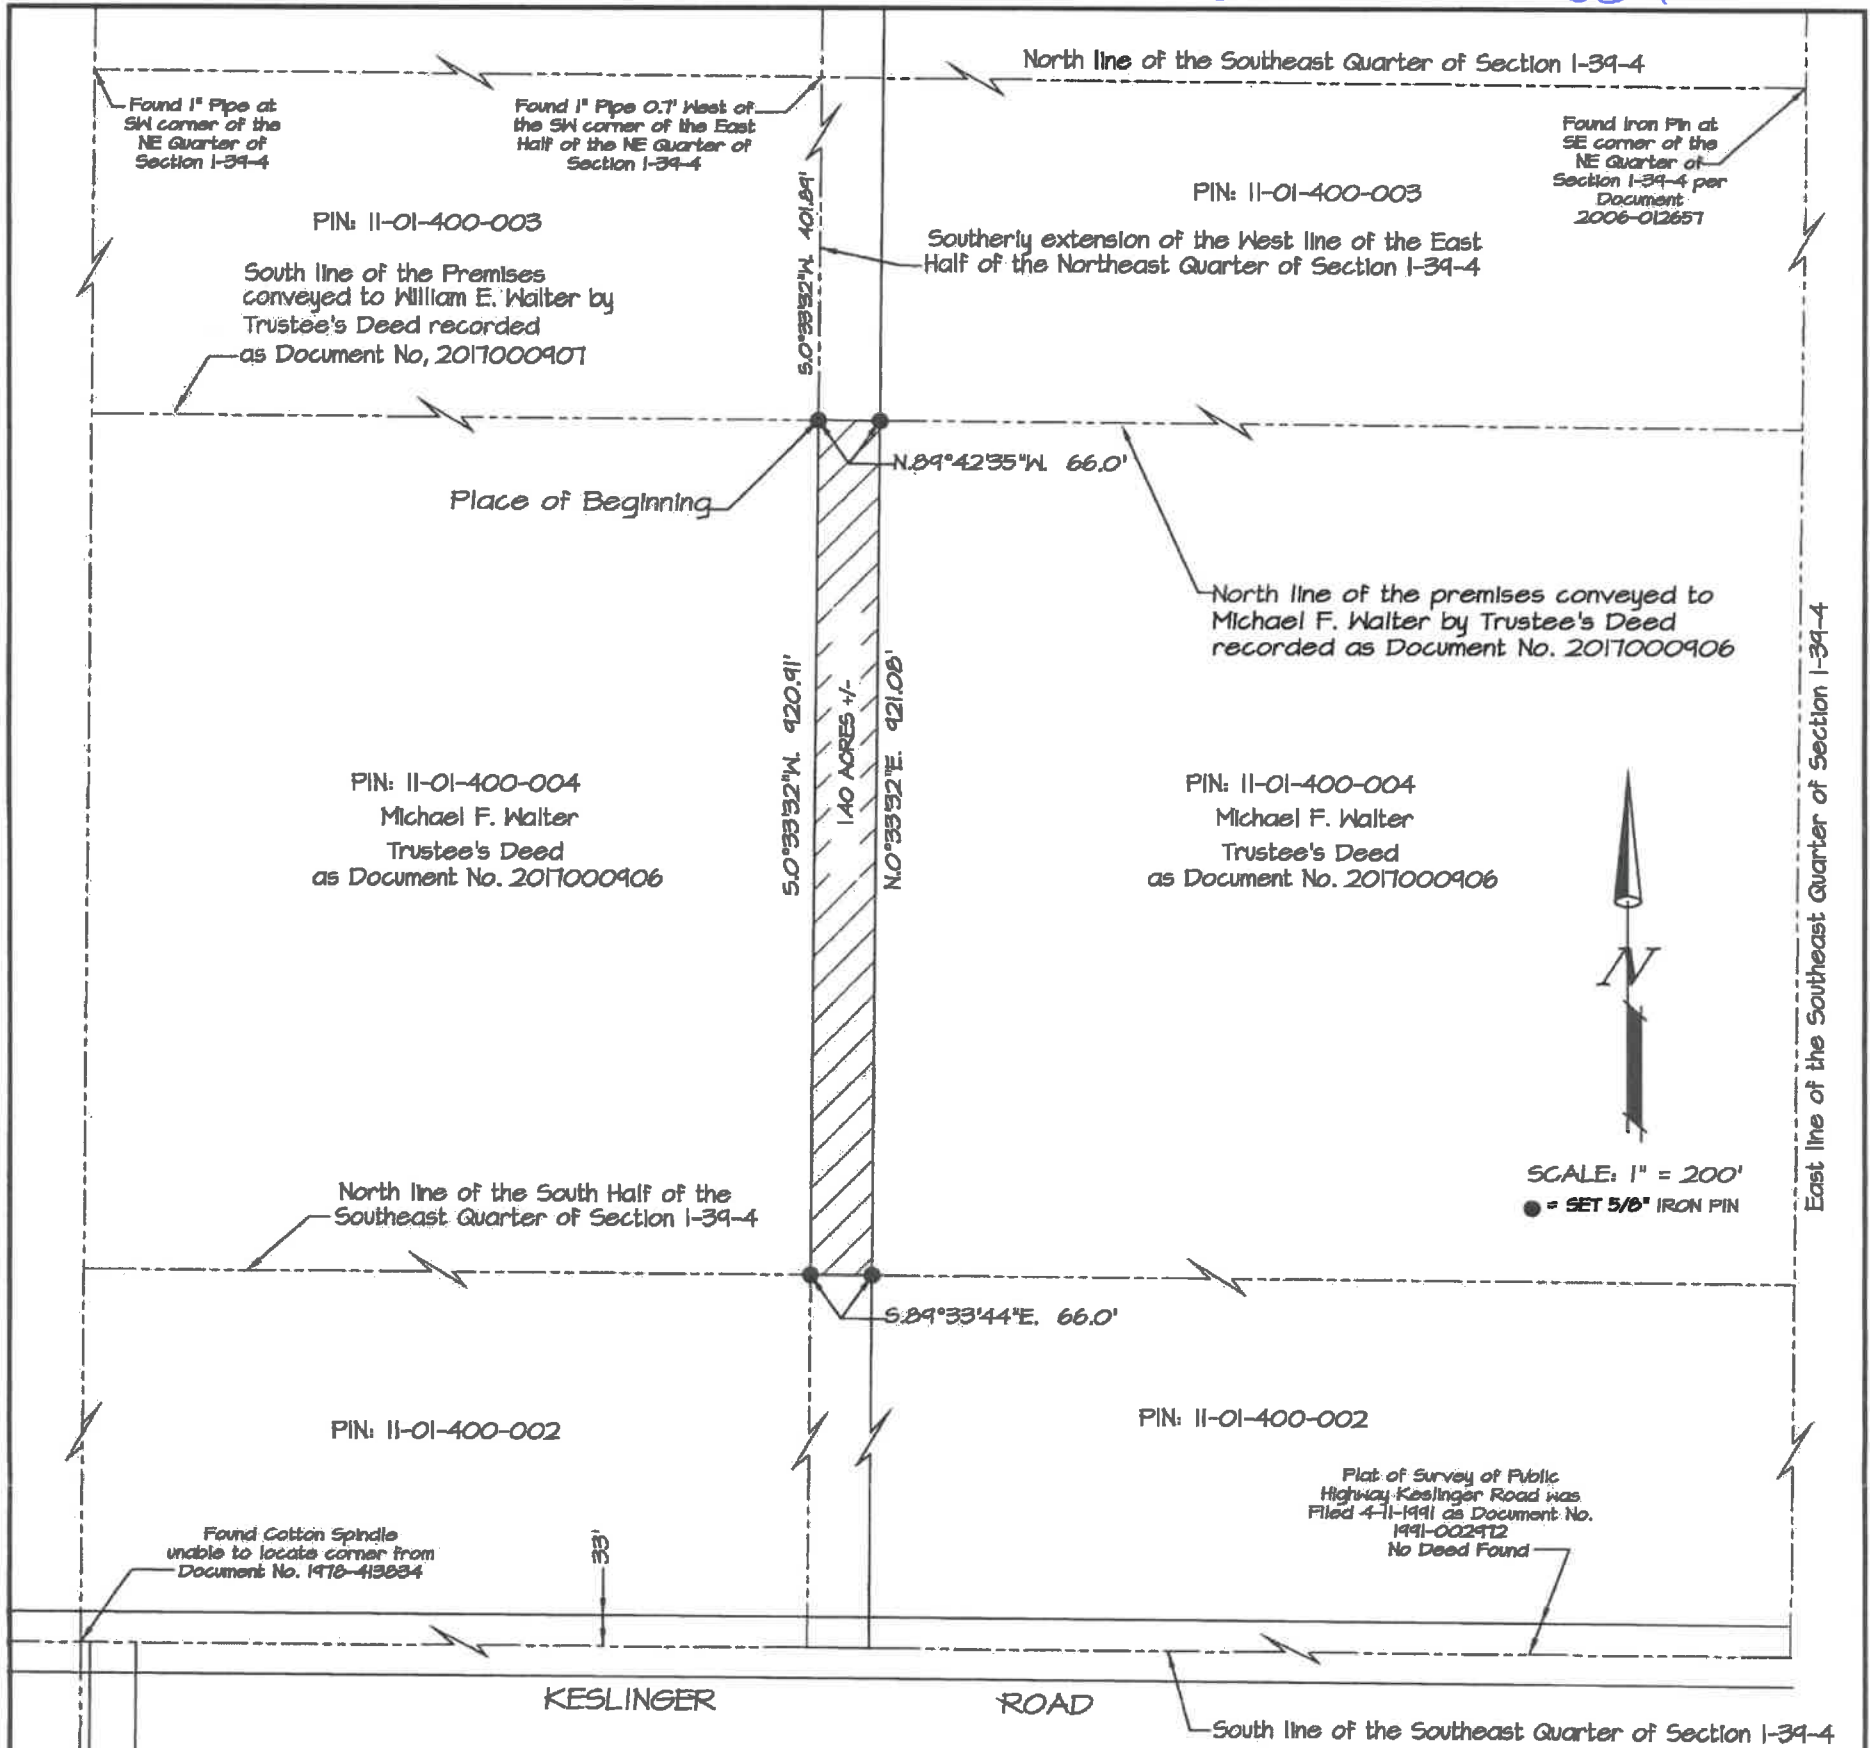 North line of the Southeast Quarter of Section 1-39-4
Found 1" Pipe at
SW corner of the
NE Quarter of
Section 1-39-4
Found 1" Pipe 0.7' West of
the SW corner of the East
Half of the NE Quarter of
Section 1-39-4
Found Iron Pin at
SE corner of the
NE Quarter of
Section 1-39-4 per
Document
2006-012657
PIN: 11-01-400-003
PIN: 11-01-400-003
S.0°33'32"W. 401.89'
Southerly extension of the West line of the East
Half of the Northeast Quarter of Section 1-39-4
South line of the Premises
conveyed to William E. Walter by
Trustee's Deed recorded
as Document No, 2017000907
N.89°42'35"W. 66.0'
Place of Beginning
North line of the premises conveyed to
Michael F. Walter by Trustee's Deed
recorded as Document No. 2017000906
S.0°33'32"W. 920.91'
1.40 ACRES +/-
N.0°33'32"E. 921.08'
East line of the Southeast Quarter of Section 1-39-4
PIN: 11-01-400-004
Michael F. Walter
Trustee's Deed
as Document No. 2017000906
PIN: 11-01-400-004
Michael F. Walter
Trustee's Deed
as Document No. 2017000906
N
SCALE: 1" = 200'
= SET 5/8" IRON PIN
North line of the South Half of the
Southeast Quarter of Section 1-39-4
S.89°33'44"E. 66.0'
PIN: 11-01-400-002
PIN: 11-01-400-002
Plat of Survey of Public
Highway Keslinger Road was
Filed 4-11-1991 as Document No.
1991-002972
No Deed Found
Found Cotton Spindle
unable to locate corner from
Document No. 1978-413834
33'
KESLINGER ROAD
South line of the Southeast Quarter of Section 1-39-4